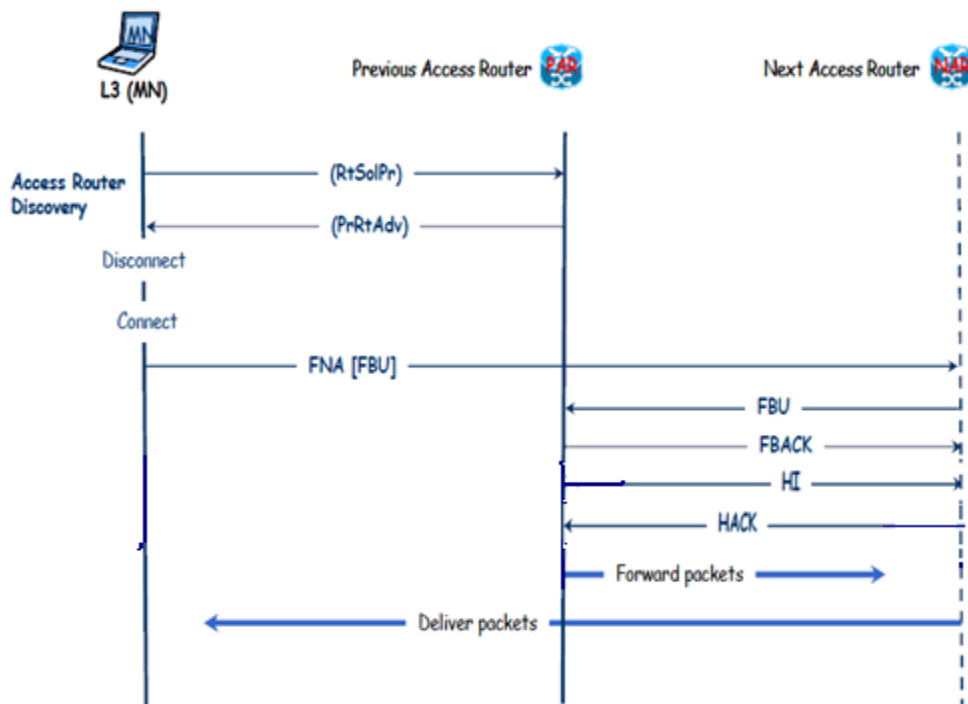 MN
L3 (MN)
Previous Access Router
PAR
Next Access Router
NAR
Access Router
Discovery
(RtSolPr)
(PrRtAdv)
Disconnect
Connect
FNA [FBU]
FBU
FBACK
HI
HACK
Forward packets
Deliver packets